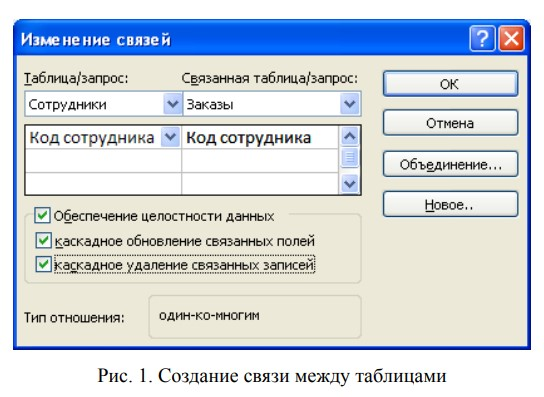 Изменение связей
Таблица/запрос: Связанная таблица/запрос:
Сотрудники Заказы
Код сотрудника Код сотрудника
Обеспечение целостности данных
каскадное обновление связанных полей
каскадное удаление связанных записей
Тип отношения: один-ко-многим
ОК
Отмена
Объединение...
Новое..
Рис. 1. Создание связи между таблицами